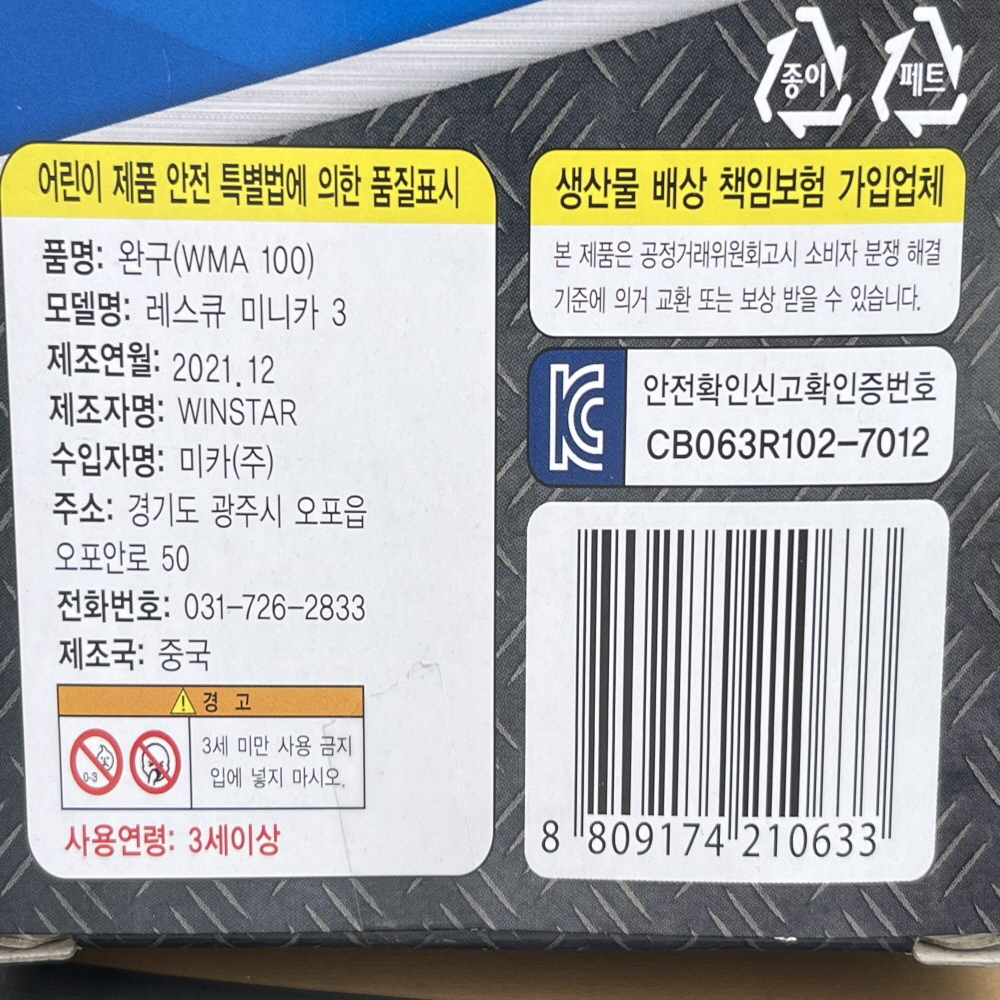 종이
페트
어린이 제품 안전 특별법에 의한 품질표시
품명: 완구(WMA 100)
모델명: 레스큐 미니카 3
제조연월: 2021.12
제조자명: WINSTAR
수입자명: 미카(주)
주소: 경기도 광주시 오포읍
오포안로 50
전화번호: 031-726-2833
제조국: 중국
경 고
0-3
3세 미만 사용 금지
입에 넣지 마시오.
사용연령: 3세이상
생산물 배상 책임보험 가입업체
본 제품은 공정거래위원회고시 소비자 분쟁 해결
기준에 의거 교환 또는 보상 받을 수 있습니다.
안전확인신고확인증번호
CB063R102-7012
8 809174 210633